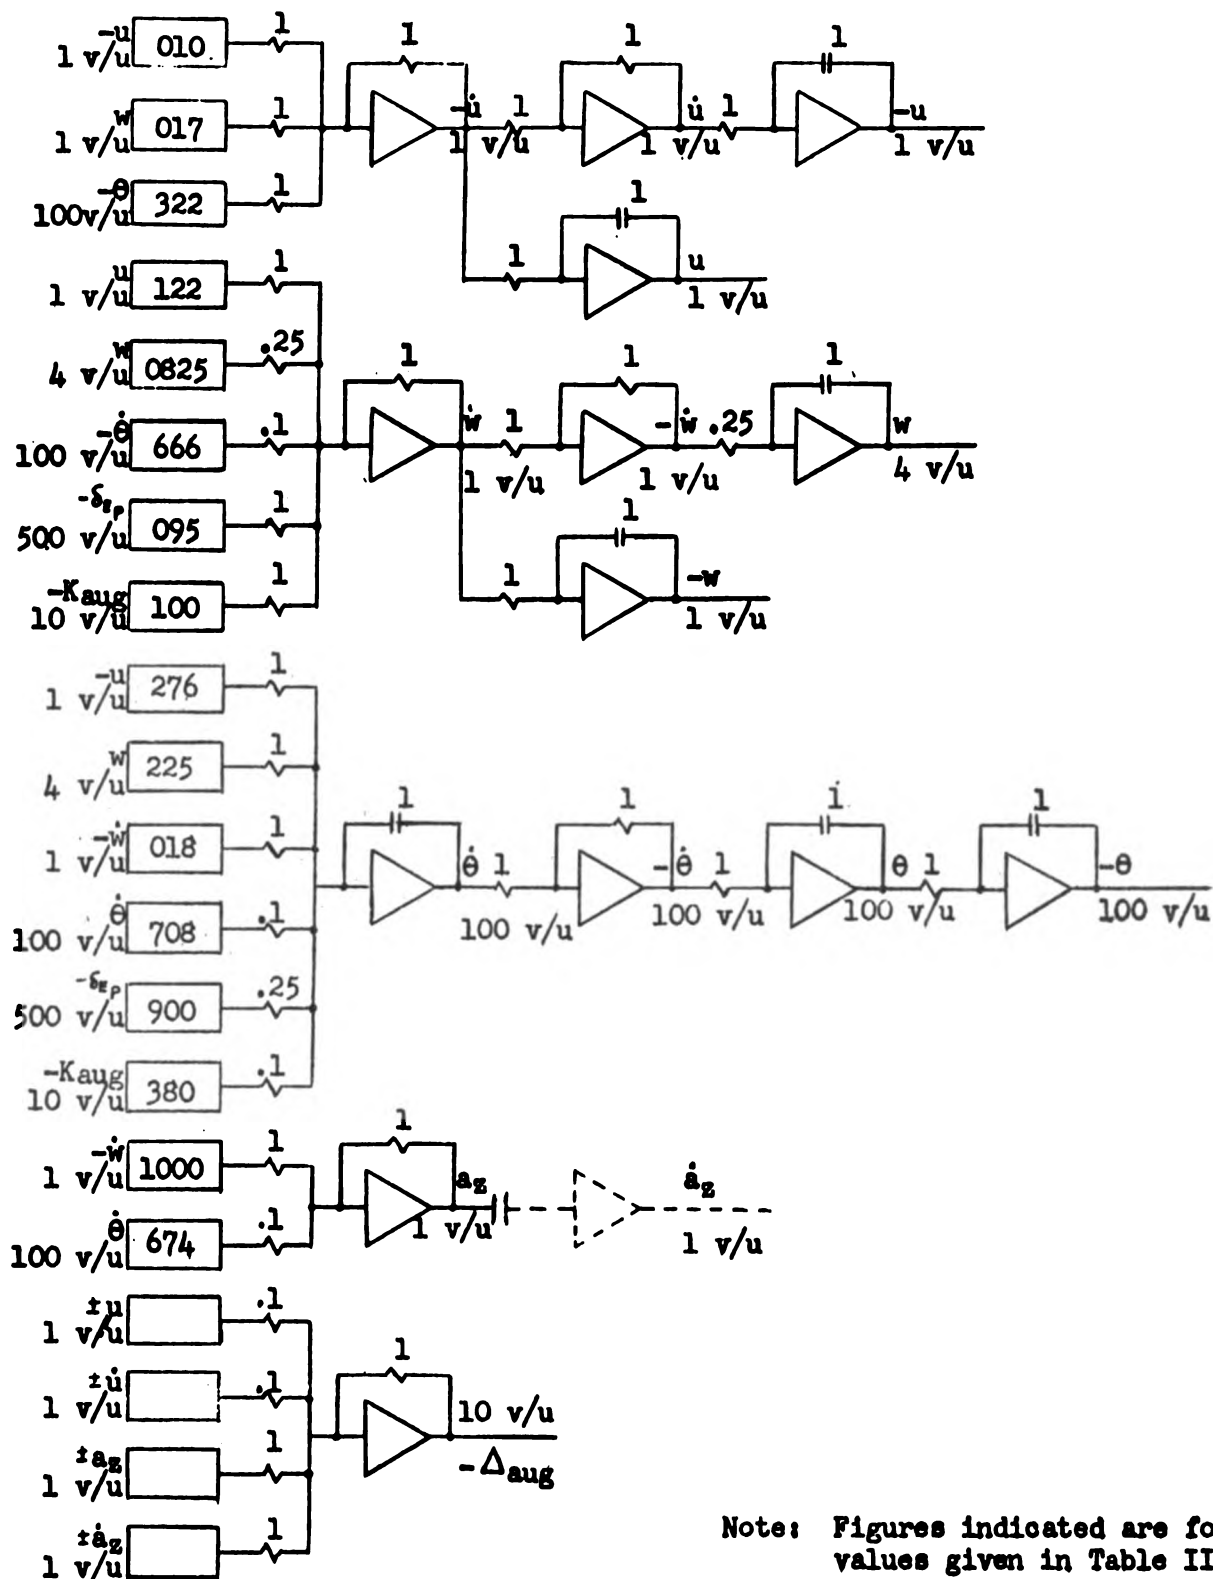 -u
1 v/u 010 1
w
1 v/u 017 1
-θ
100v/u 322 1
1
-u̇
1 v/u
1
1
u̇
1 v/u
1
1
-u
1 v/u
1
1
u
1 v/u
u
1 v/u 122 1
w
4 v/u 0825 .25
-θ̇
100 v/u 666 .1
-δEP
500 v/u 095 1
-Kaug
10 v/u 100 1
1
ẇ
1 v/u
1
1
-ẇ
1 v/u
.25
1
w
4 v/u
1
1
-w
1 v/u
-u
1 v/u 276 1
w
4 v/u 225 1
-ẇ
1 v/u 018 1
θ̇
100 v/u 708 .1
-δEP
500 v/u 900 .25
-Kaug
10 v/u 380 .1
1
θ̇
100 v/u
1
1
-θ̇
100 v/u
1
1
θ
100 v/u
1
1
-θ
100 v/u
-ẇ
1 v/u 1000 1
θ̇
100 v/u 674 .1
1
az
1 v/u
ȧz
1 v/u
±u
1 v/u .1
±u̇
1 v/u .1
±az
1 v/u 1
±ȧz
1 v/u 1
1
10 v/u
-Δaug
Note: Figures indicated are fo
values given in Table II